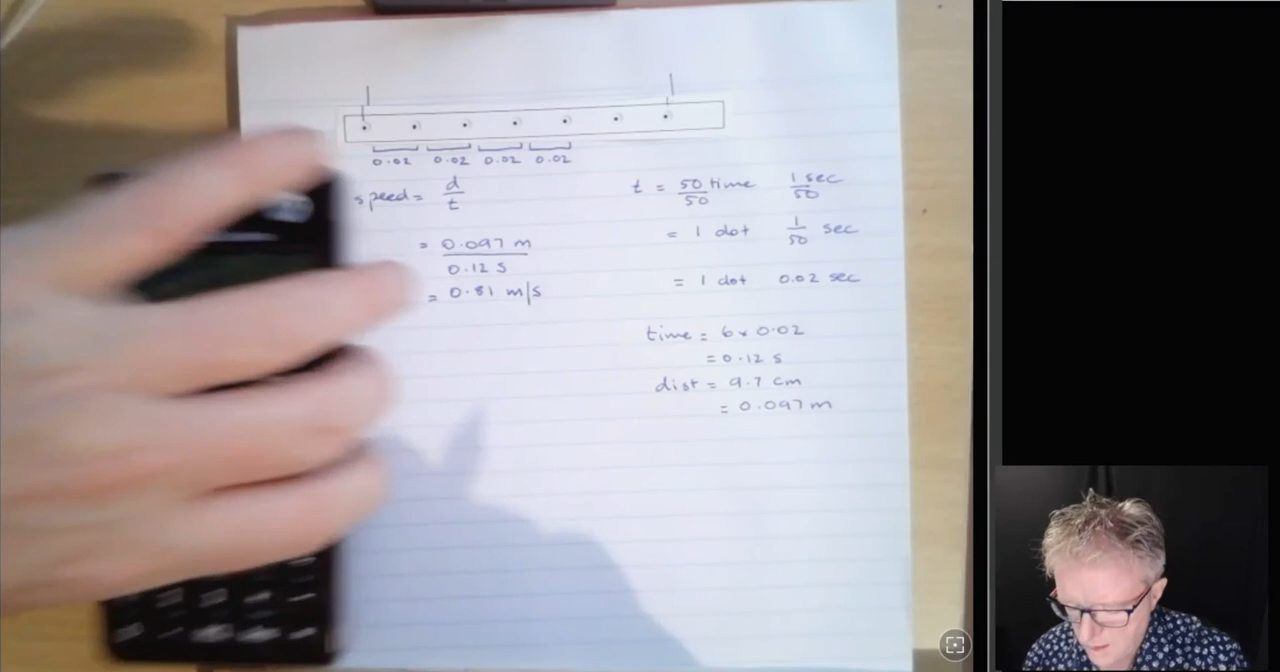 0.02 0.02 0.02 0.02
speed = d/t
= 0.097 m / 0.12 s
= 0.81 m/s
t = 50/50 time 1 sec/50
= 1 dot 1/50 sec
= 1 dot 0.02 sec
time = 6 x 0.02
= 0.12 s
dist = 9.7 cm
= 0.097 m